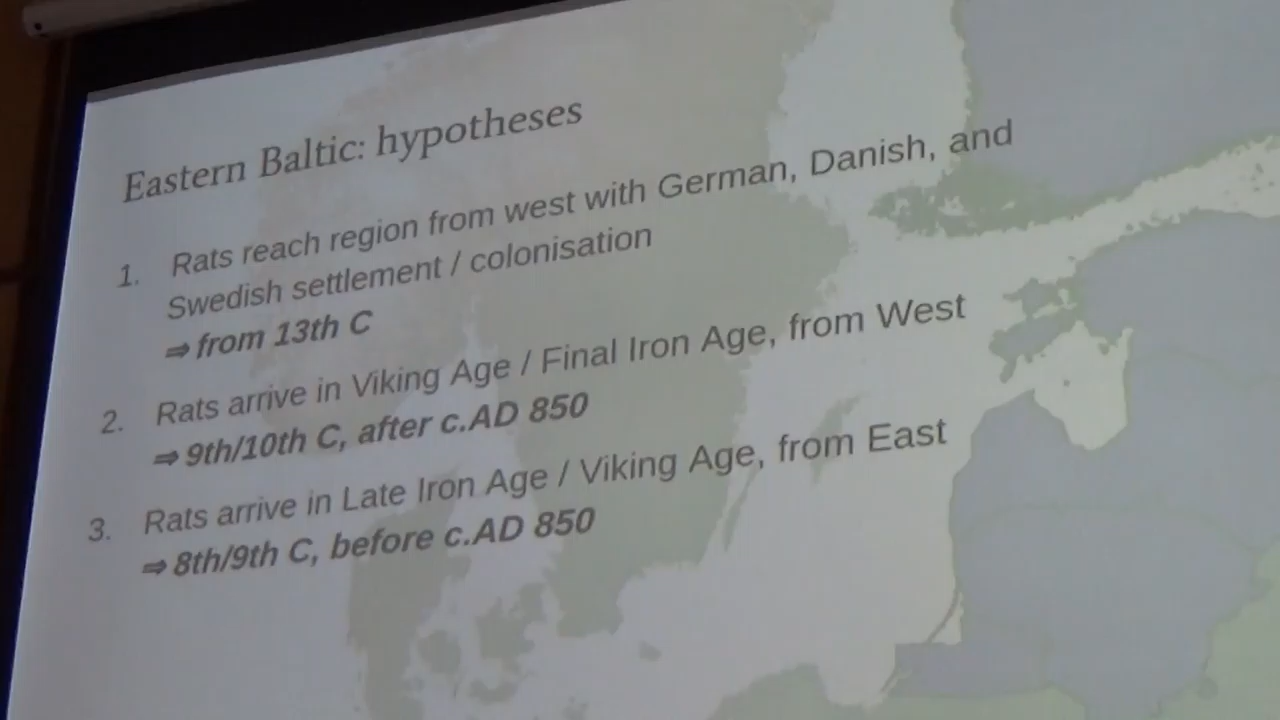 Eastern Baltic: hypotheses
1. Rats reach region from west with German, Danish, and
Swedish settlement / colonisation
⇒ from 13th C
2. Rats arrive in Viking Age / Final Iron Age, from West
⇒ 9th/10th C, after c.AD 850
3. Rats arrive in Late Iron Age / Viking Age, from East
⇒ 8th/9th C, before c.AD 850